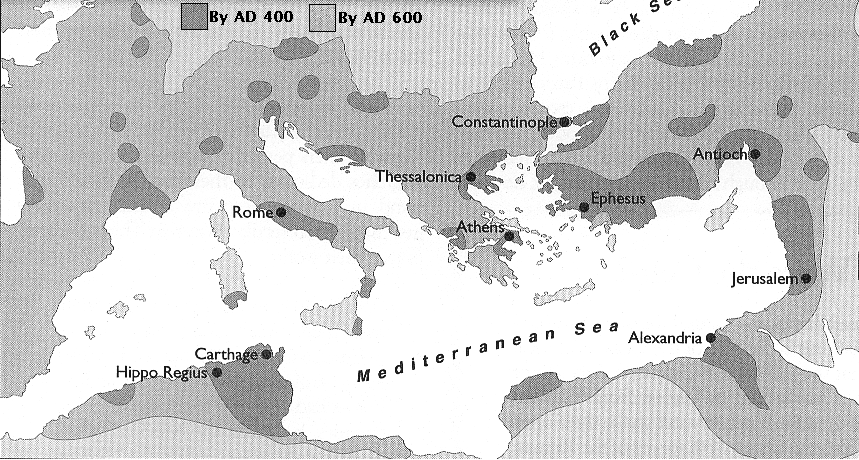 By AD 400
By AD 600
Black Sea
Constantinople
Antioch
Thessalonica
Ephesus
Rome
Athens
Jerusalem
Mediterranean Sea
Alexandria
Carthage
Hippo Regius